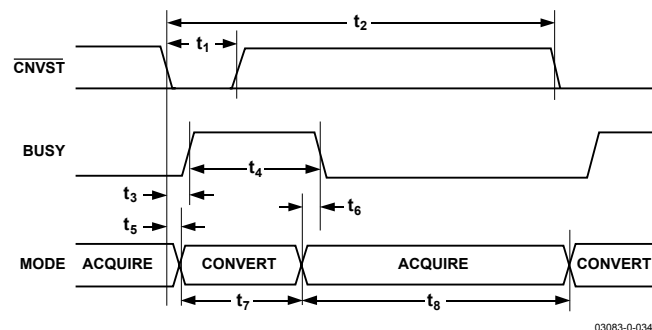 t2
t1
CNVST
BUSY
t4
t3
t6
t5
MODE ACQUIRE CONVERT ACQUIRE CONVERT
t7 t8
03083-0-034